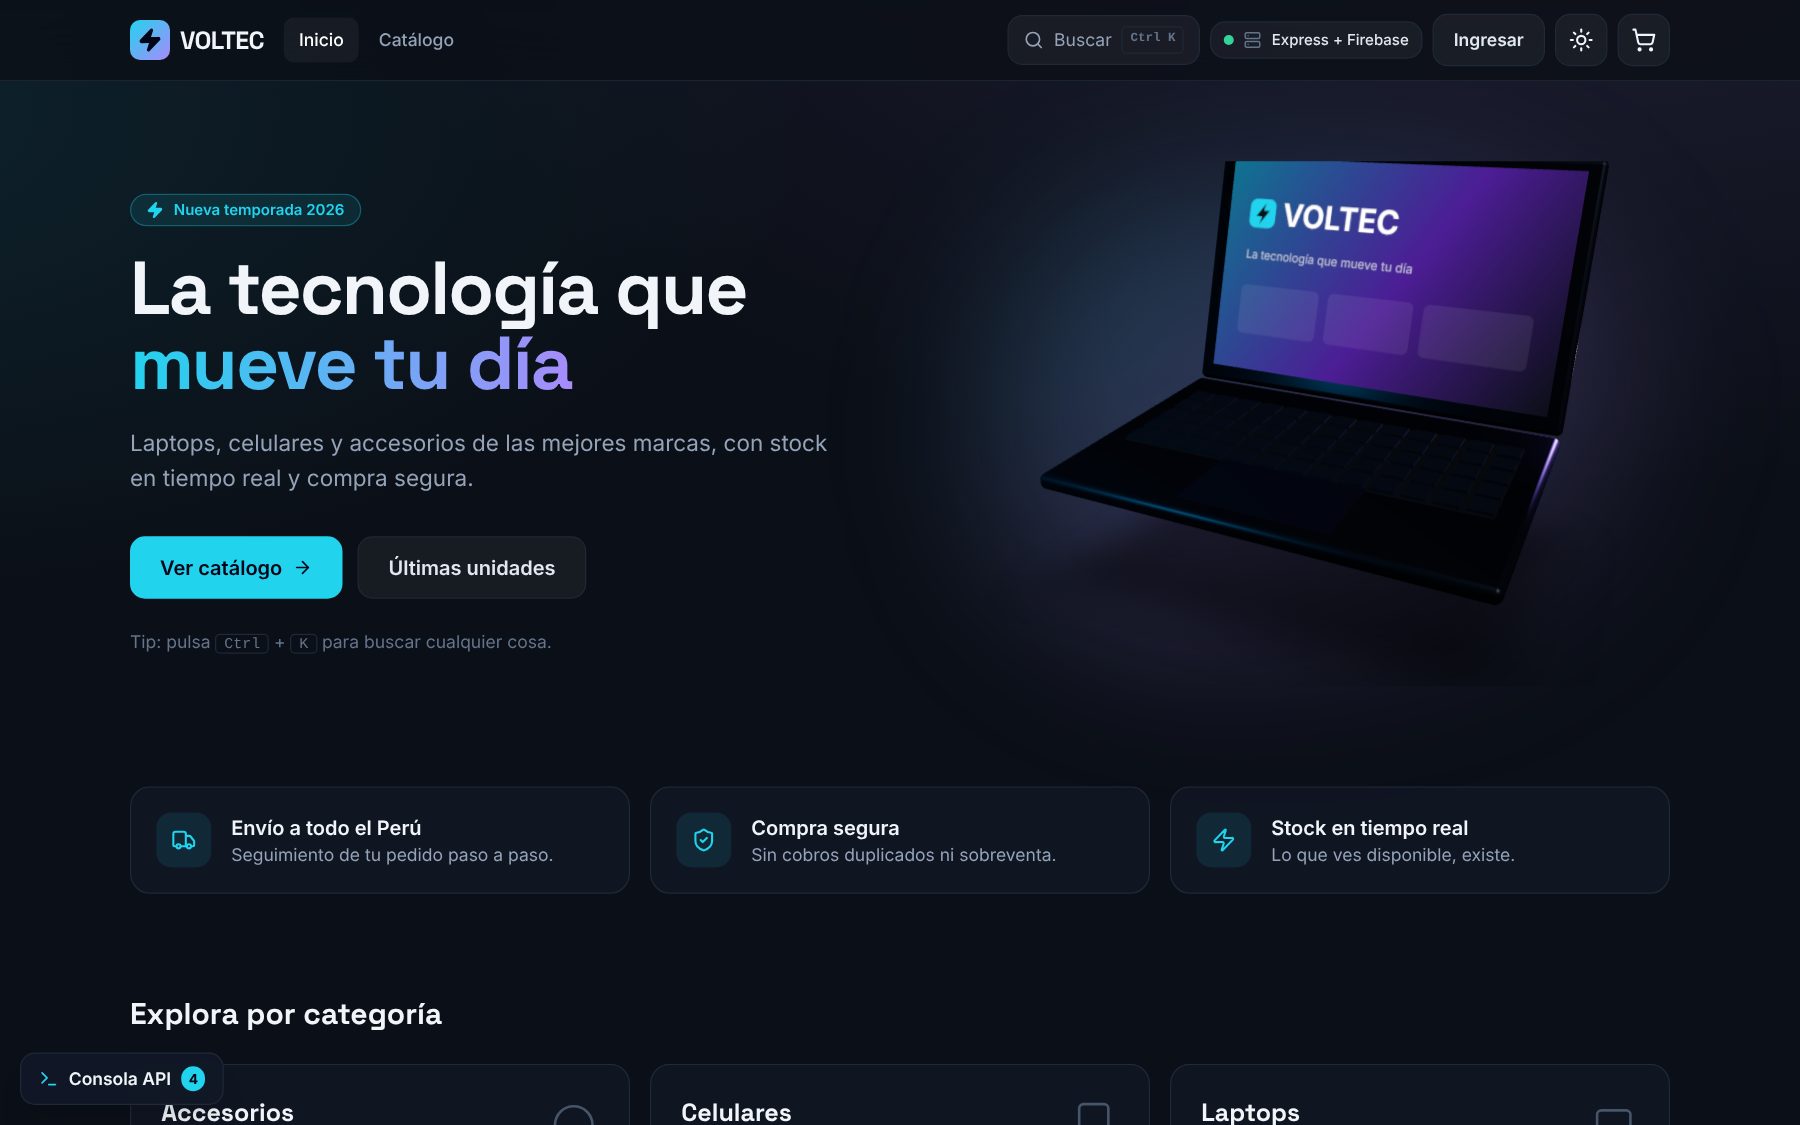 VOLTEC
Inicio
Catálogo
Buscar
Ctrl K
Express + Firebase
Ingresar
Nueva temporada 2026
La tecnología que
mueve tu día
Laptops, celulares y accesorios de las mejores marcas, con stock
en tiempo real y compra segura.
Ver catálogo
Últimas unidades
Tip: pulsa Ctrl + K para buscar cualquier cosa.
VOLTEC
La tecnología que mueve tu día
Envío a todo el Perú
Seguimiento de tu pedido paso a paso.
Compra segura
Sin cobros duplicados ni sobreventa.
Stock en tiempo real
Lo que ves disponible, existe.
Explora por categoría
Consola API 4
Accesorios
Celulares
Laptops